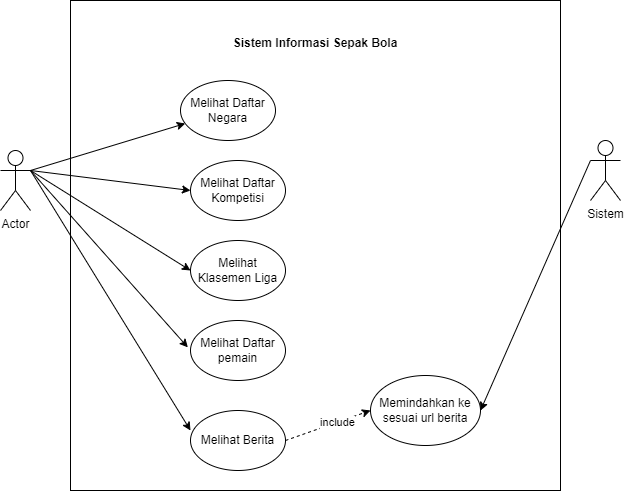 Sistem Informasi Sepak Bola
Melihat Daftar
Negara
Melihat Daftar
Kompetisi
Actor
Sistem
Melihat
Klasemen Liga
Melihat Daftar
pemain
Memindahkan ke
sesuai url berita
include
Melihat Berita